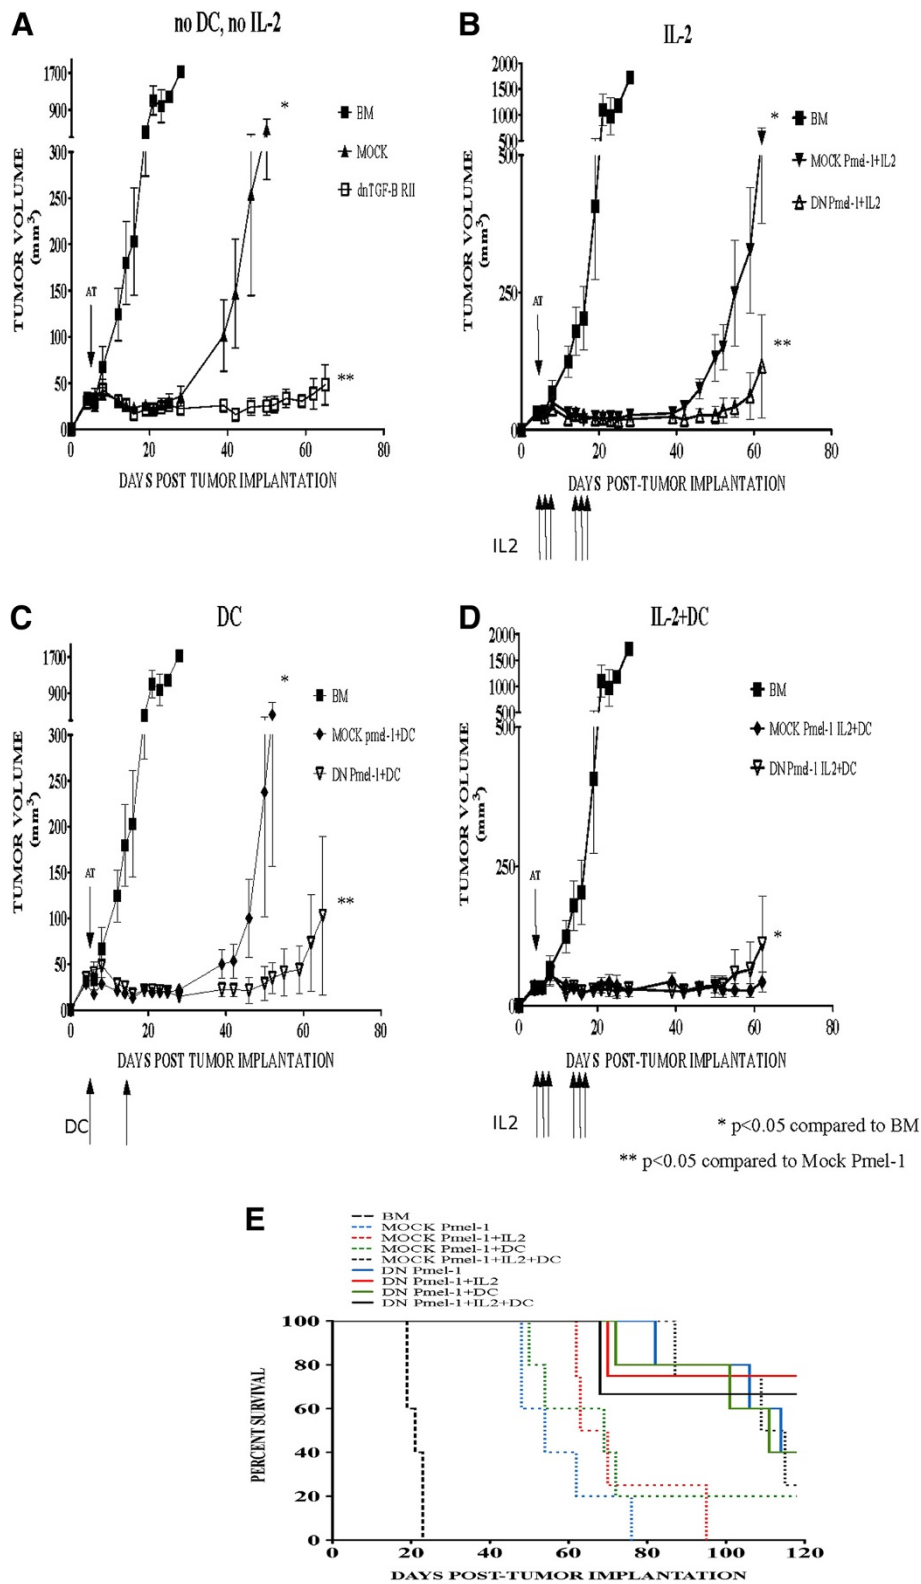 A
no DC, no IL-2
TUMOR VOLUME
(mm³)
1700
900
300
250
200
150
100
50
0
AT
BM
MOCK
dnTGF-B RII
*
**
0
20
40
60
80
DAYS POST TUMOR IMPLANTATION
B
IL-2
TUMOR VOLUME
(mm³)
2000
1500
1000
500
500
250
0
AT
*
BM
MOCK Pmel-1+IL2
DN Pmel-1+IL2
**
0
20
40
60
80
DAYS POST-TUMOR IMPLANTATION
IL2
C
DC
TUMOR VOLUME
(mm³)
1700
900
300
250
200
150
100
50
0
AT
*
BM
MOCK pmel-1+DC
DN Pmel-1+DC
**
0
20
40
60
80
DAYS POST TUMOR IMPLANTATION
DC
D
IL-2+DC
TUMOR VOLUME
(mm³)
2000
1500
1000
500
500
250
0
AT
BM
MOCK Pmel-1 IL2+DC
DN Pmel-1 IL2+DC
*
0
20
40
60
80
DAYS POST-TUMOR IMPLANTATION
IL2
* p<0.05 compared to BM
** p<0.05 compared to Mock Pmel-1
E
BM
MOCK Pmel-1
MOCK Pmel-1+IL2
MOCK Pmel-1+DC
MOCK Pmel-1+IL2+DC
DN Pmel-1
DN Pmel-1+IL2
DN Pmel-1+DC
DN Pmel-1+IL2+DC
PERCENT SURVIVAL
100
80
60
40
20
0
0
20
40
60
80
100
120
DAYS POST-TUMOR IMPLANTATION